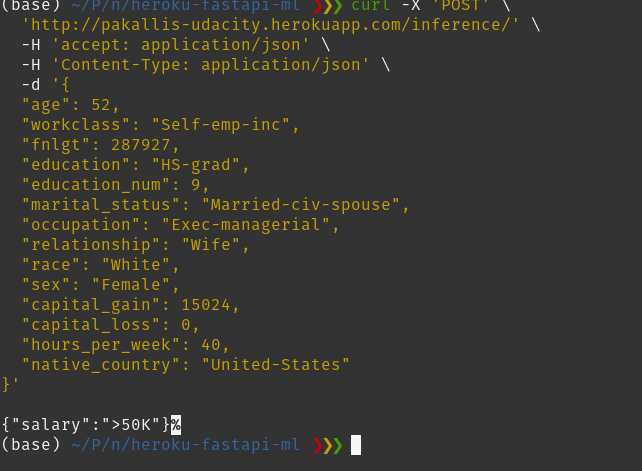 (base) ~/P/n/heroku-fastapi-ml ❯❯❯ curl -X 'POST' \
  'http://pakallis-udacity.herokuapp.com/inference/' \
  -H 'accept: application/json' \
  -H 'Content-Type: application/json' \
  -d '{
  "age": 52,
  "workclass": "Self-emp-inc",
  "fnlgt": 287927,
  "education": "HS-grad",
  "education_num": 9,
  "marital_status": "Married-civ-spouse",
  "occupation": "Exec-managerial",
  "relationship": "Wife",
  "race": "White",
  "sex": "Female",
  "capital_gain": 15024,
  "capital_loss": 0,
  "hours_per_week": 40,
  "native_country": "United-States"
}'
{"salary":">50K"}%
(base) ~/P/n/heroku-fastapi-ml ❯❯❯